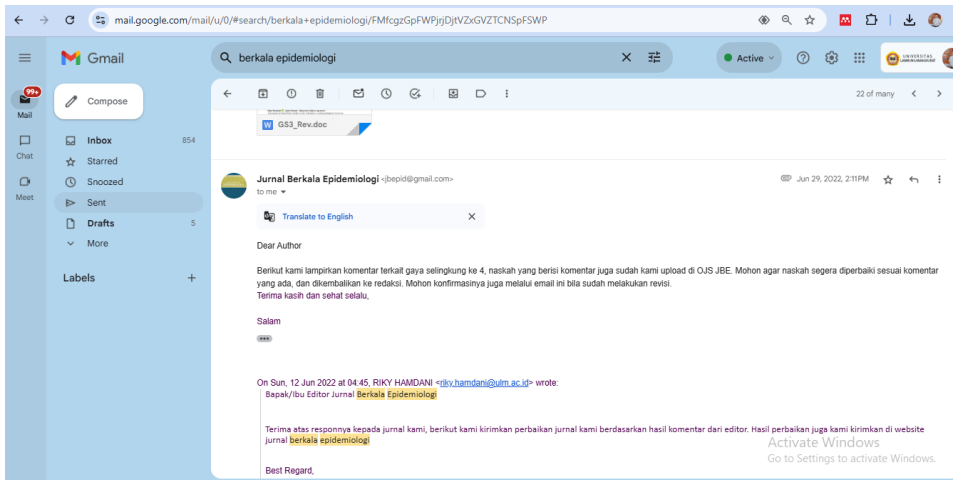 mail.google.com/mail/u/0/#search/berkala+epidemiologi/FMfcgzGpFWPjrjDjtVZxGVZTCNSpFSWP
Gmail
berkala epidemiologi
Active
UNIVERSITAS
LAMBUNG MANGKURAT
99+
Mail
Chat
Meet
Compose
Inbox 854
Starred
Snoozed
Sent
Drafts 5
More
Labels +
22 of many
W GS3_Rev.doc
Jurnal Berkala Epidemiologi <jbepid@gmail.com>
Jun 29, 2022, 2:11 PM
to me
Translate to English
Dear Author
Berikut kami lampirkan komentar terkait gaya selingkung ke 4, naskah yang berisi komentar juga sudah kami upload di OJS JBE. Mohon agar naskah segera diperbaiki sesuai komentar
yang ada, dan dikembalikan ke redaksi. Mohon konfirmasinya juga melalui email ini bila sudah melakukan revisi.
Terima kasih dan sehat selalu,
Salam
On Sun, 12 Jun 2022 at 04:45, RIKY HAMDANI <riky.hamdani@ulm.ac.id> wrote:
Bapak/Ibu Editor Jurnal Berkala Epidemiologi
Terima atas responnya kepada jurnal kami, berikut kami kirimkan perbaikan jurnal kami berdasarkan hasil komentar dari editor. Hasil perbaikan juga kami kirimkan di website
jurnal berkala epidemiologi
Best Regard,
Activate Windows
Go to Settings to activate Windows.